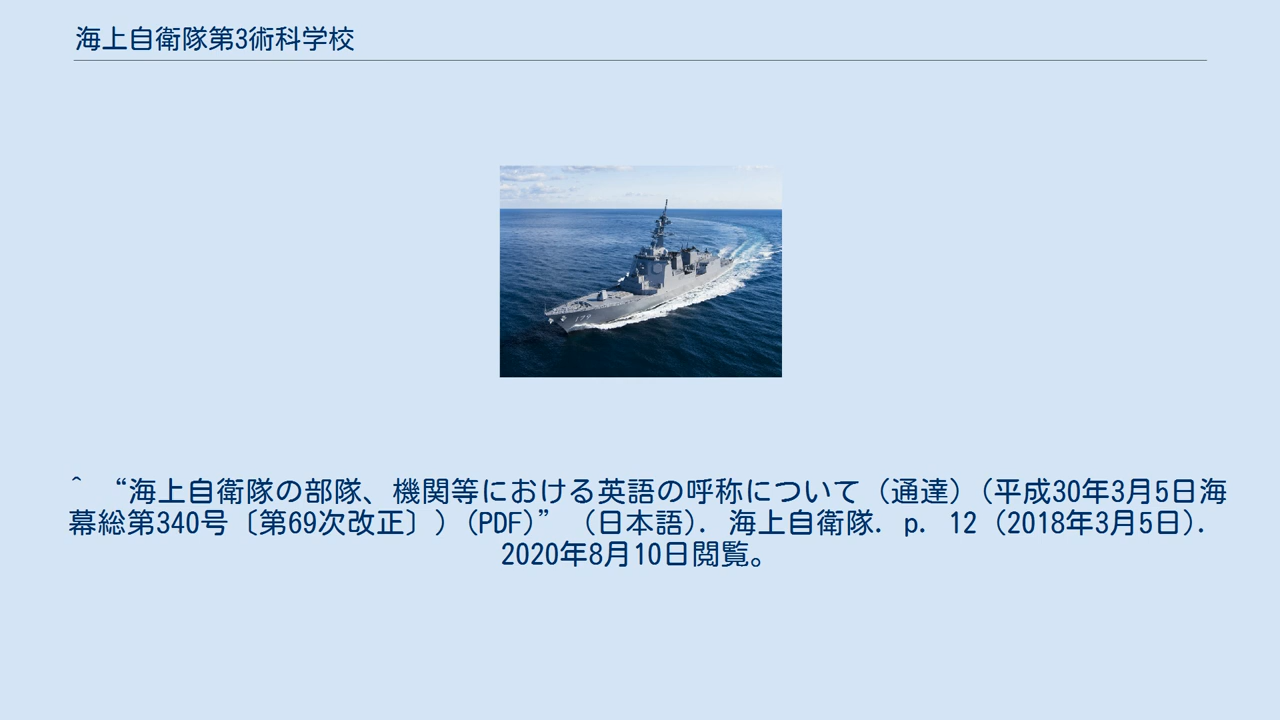 海上自衛隊第3術科学校
179
^ “海上自衛隊の部隊、機関等における英語の呼称について（通達）（平成30年3月5日海
幕総第340号〔第69次改正〕）（PDF）” （日本語）. 海上自衛隊. p. 12 （2018年3月5日）.
2020年8月10日閲覧。